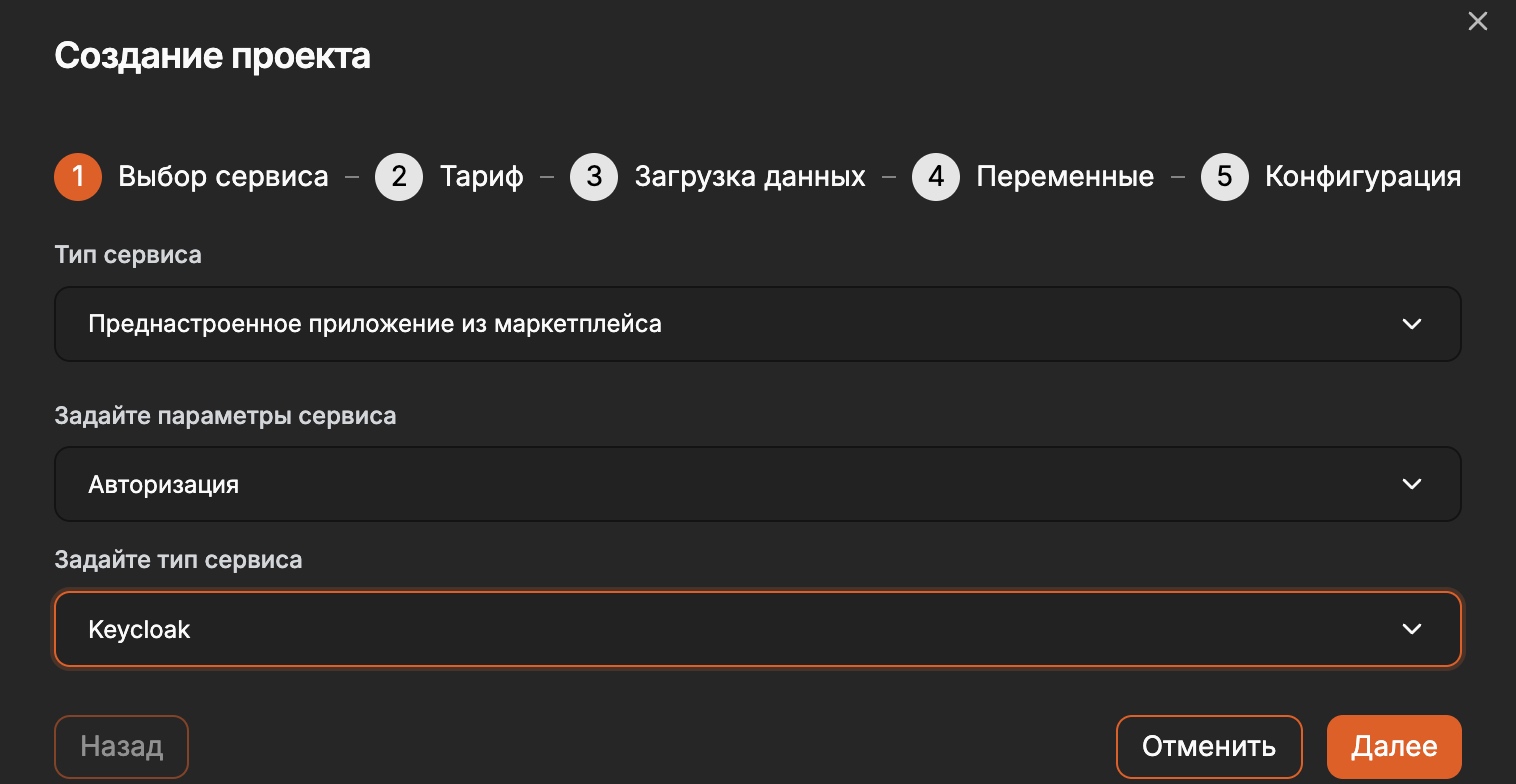 Создание проекта
1 Выбор сервиса – 2 Тариф – 3 Загрузка данных – 4 Переменные – 5 Конфигурация
Тип сервиса
Преднастроенное приложение из маркетплейса
Задайте параметры сервиса
Авторизация
Задайте тип сервиса
Keycloak
Назад Отменить Далее